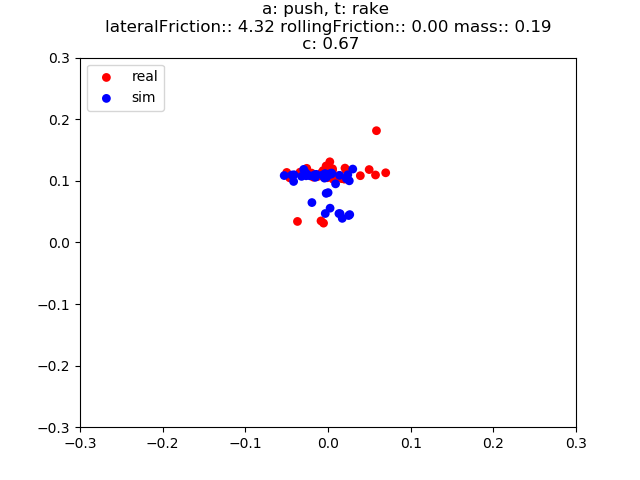 a: push, t: rake
lateralFriction:: 4.32 rollingFriction:: 0.00 mass:: 0.19
c: 0.67
real
sim
0.3
0.2
0.1
0.0
−0.1
−0.2
−0.3
−0.3 −0.2 −0.1 0.0 0.1 0.2 0.3